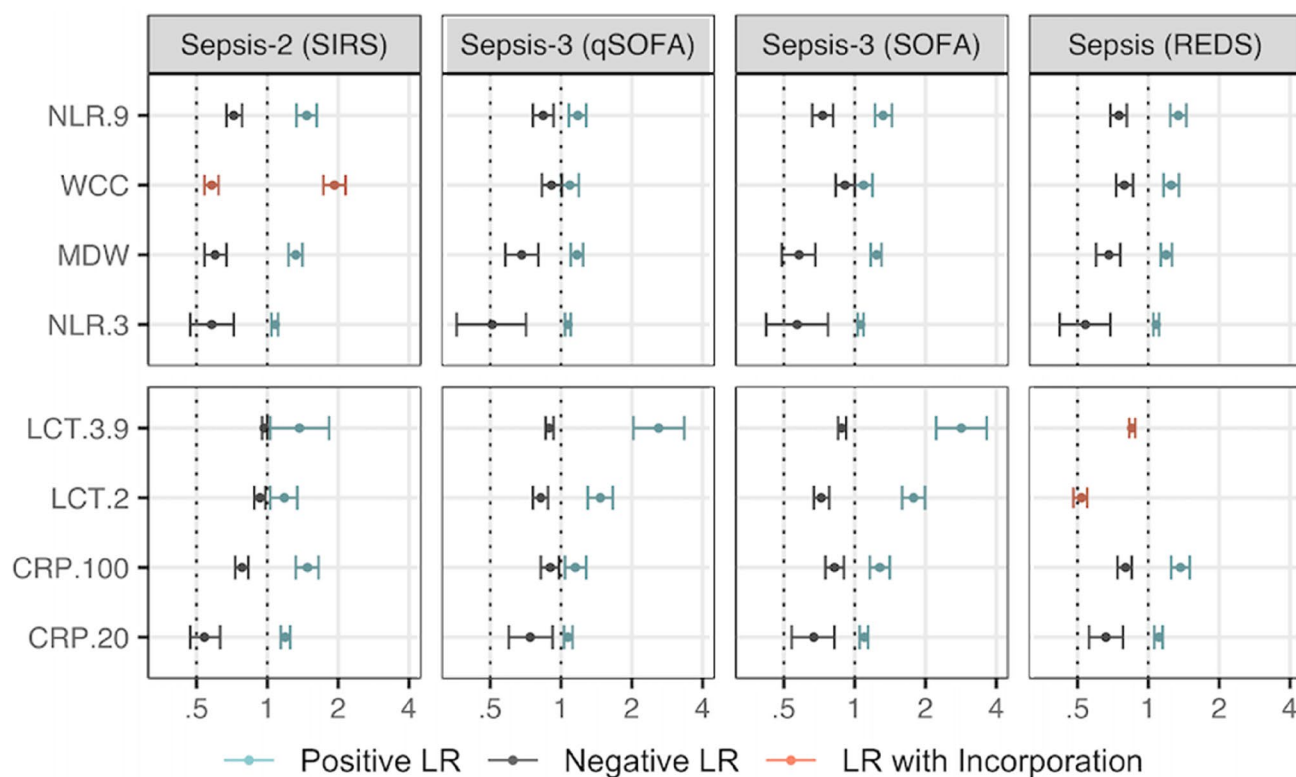 Sepsis-2 (SIRS) Sepsis-3 (qSOFA) Sepsis-3 (SOFA) Sepsis (REDS)
NLR.9
WCC
MDW
NLR.3
LCT.3.9
LCT.2
CRP.100
CRP.20
.5 1 2 4 .5 1 2 4 .5 1 2 4 .5 1 2 4
Positive LR Negative LR LR with Incorporation